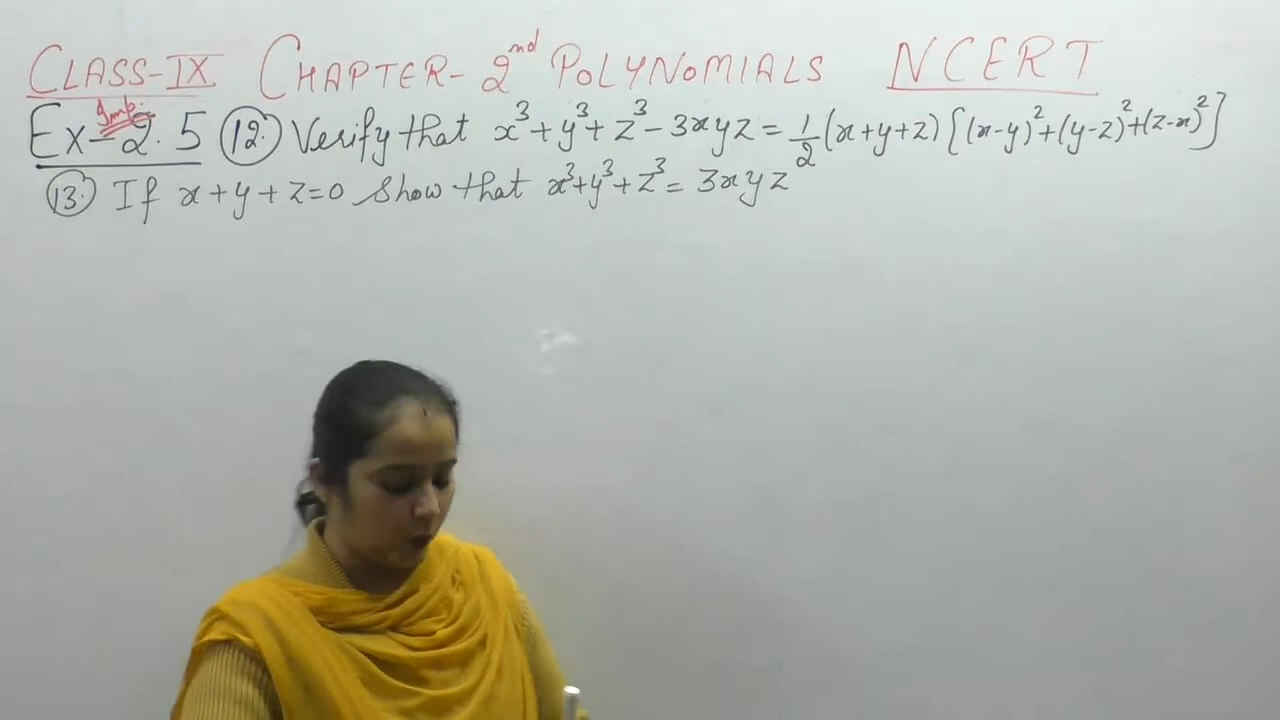 CLASS-IX CHAPTER-2nd POLYNOMIALS NCERT
Imp.
Ex-2.5 12. Verify that x³+y³+z³-3xyz=1/2(x+y+z)[(x-y)²+(y-z)²+(z-x)²]
13. If x+y+z=0 Show that x³+y³+z³=3xyz